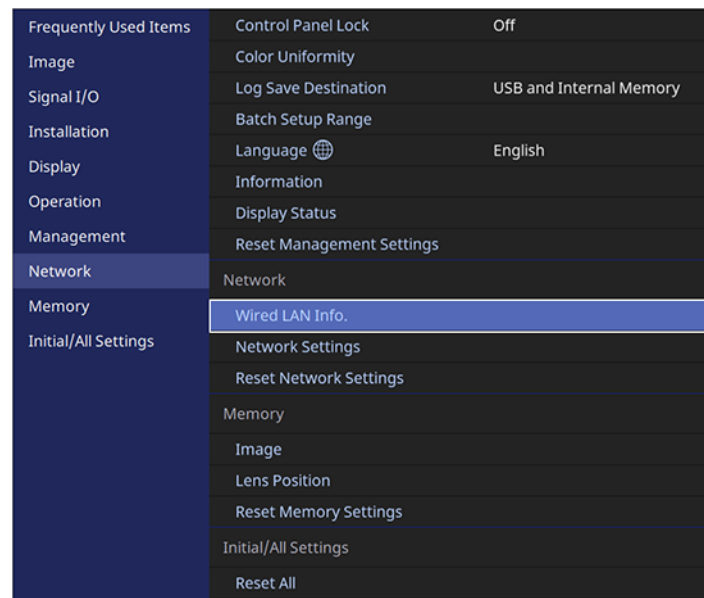 Frequently Used Items
Image
Signal I/O
Installation
Display
Operation
Management
Network
Memory
Initial/All Settings
Control Panel Lock Off
Color Uniformity
Log Save Destination USB and Internal Memory
Batch Setup Range
Language English
Information
Display Status
Reset Management Settings
Network
Wired LAN Info.
Network Settings
Reset Network Settings
Memory
Image
Lens Position
Reset Memory Settings
Initial/All Settings
Reset All